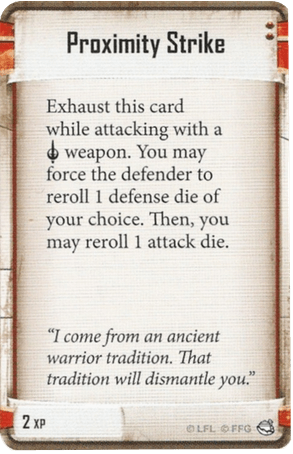 Proximity Strike
Exhaust this card
while attacking with a
weapon. You may
force the defender to
reroll 1 defense die of
your choice. Then, you
may reroll 1 attack die.
“I come from an ancient
warrior tradition. That
tradition will dismantle you.”
2 XP
© LFL © FFG